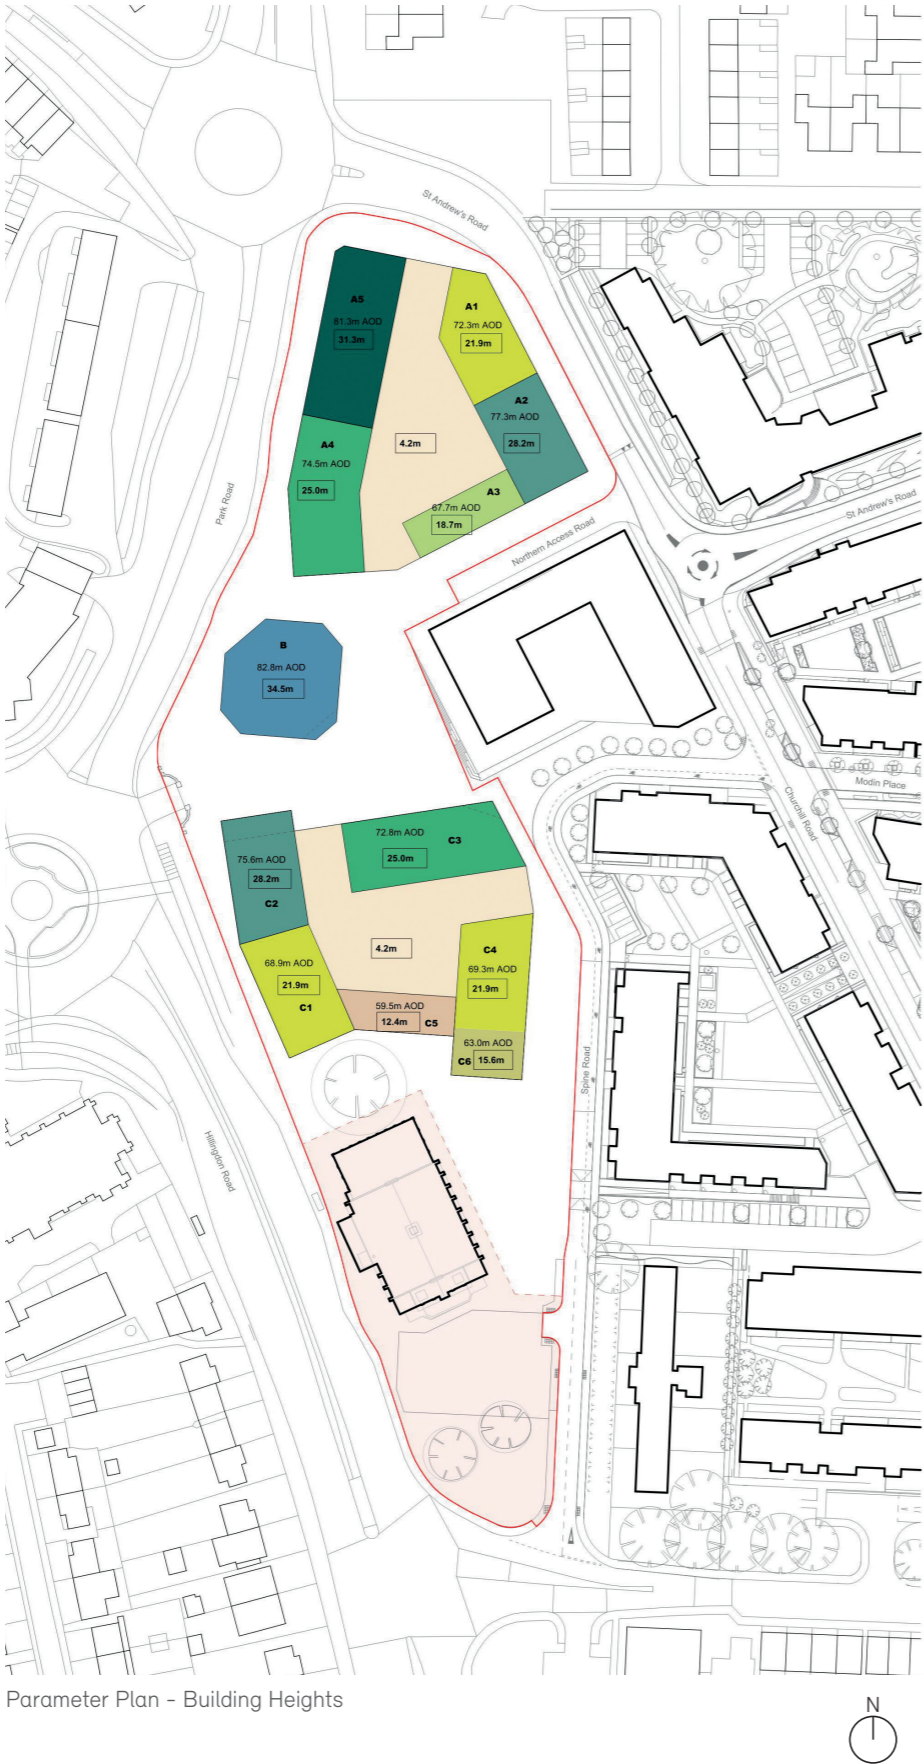 St Andrew's Road
A5
81.3m AOD
31.3m
A1
72.3m AOD
21.9m
A2
77.3m AOD
28.2m
4.2m
A4
74.5m AOD
25.0m
A3
67.7m AOD
18.7m
Park Road
Northern Access Road
St Andrew's Road
B
82.8m AOD
34.5m
Modin Place
Churchill Road
72.8m AOD
C3
25.0m
75.6m AOD
28.2m
C2
4.2m
C4
69.3m AOD
21.9m
68.9m AOD
21.9m
C1
59.5m AOD
12.4m C5
63.0m AOD
C6 15.6m
Spine Road
Hillingdon Road
Parameter Plan - Building Heights
N